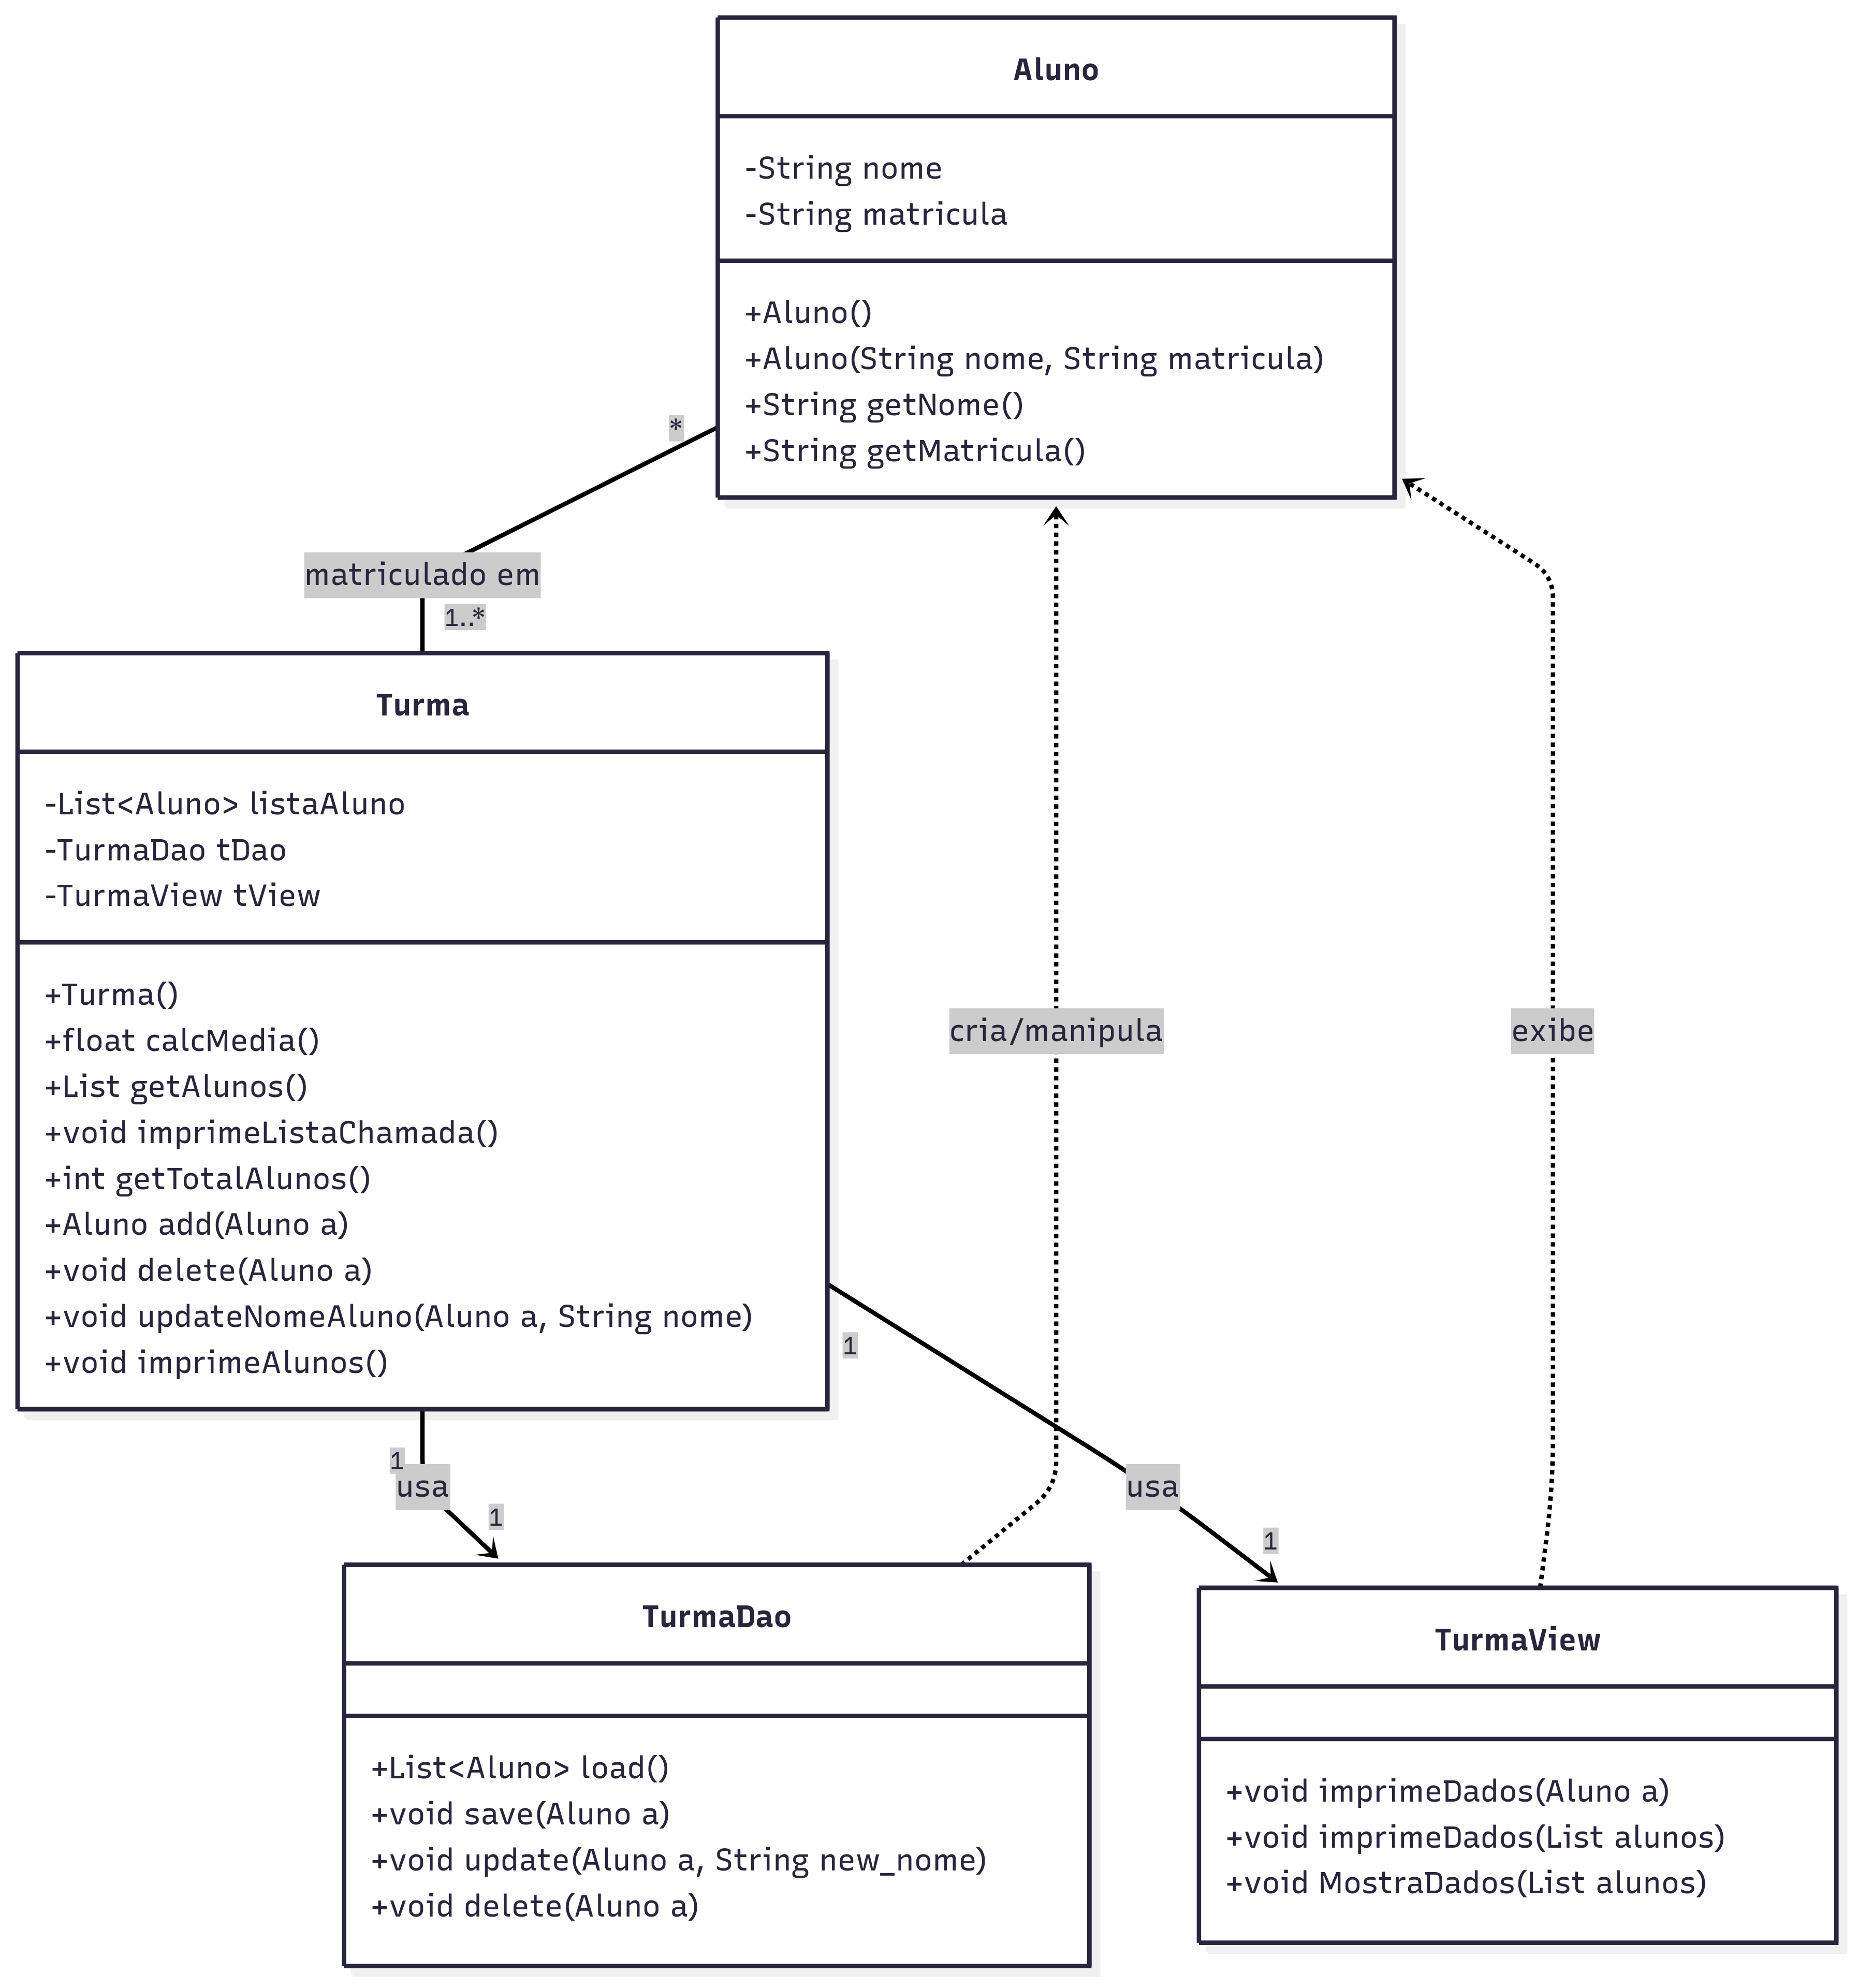 Aluno
-String nome
-String matricula
+Aluno()
+Aluno(String nome, String matricula)
+String getNome()
+String getMatricula()
*
matriculado em
1..*
Turma
-List<Aluno> listaAluno
-TurmaDao tDao
-TurmaView tView
+Turma()
+float calcMedia()
+List getAlunos()
+void imprimeListaChamada()
+int getTotalAlunos()
+Aluno add(Aluno a)
+void delete(Aluno a)
+void updateNomeAluno(Aluno a, String nome)
+void imprimeAlunos()
cria/manipula
exibe
1
1
usa
1
usa
1
TurmaDao
+List<Aluno> load()
+void save(Aluno a)
+void update(Aluno a, String new_nome)
+void delete(Aluno a)
TurmaView
+void imprimeDados(Aluno a)
+void imprimeDados(List alunos)
+void MostraDados(List alunos)